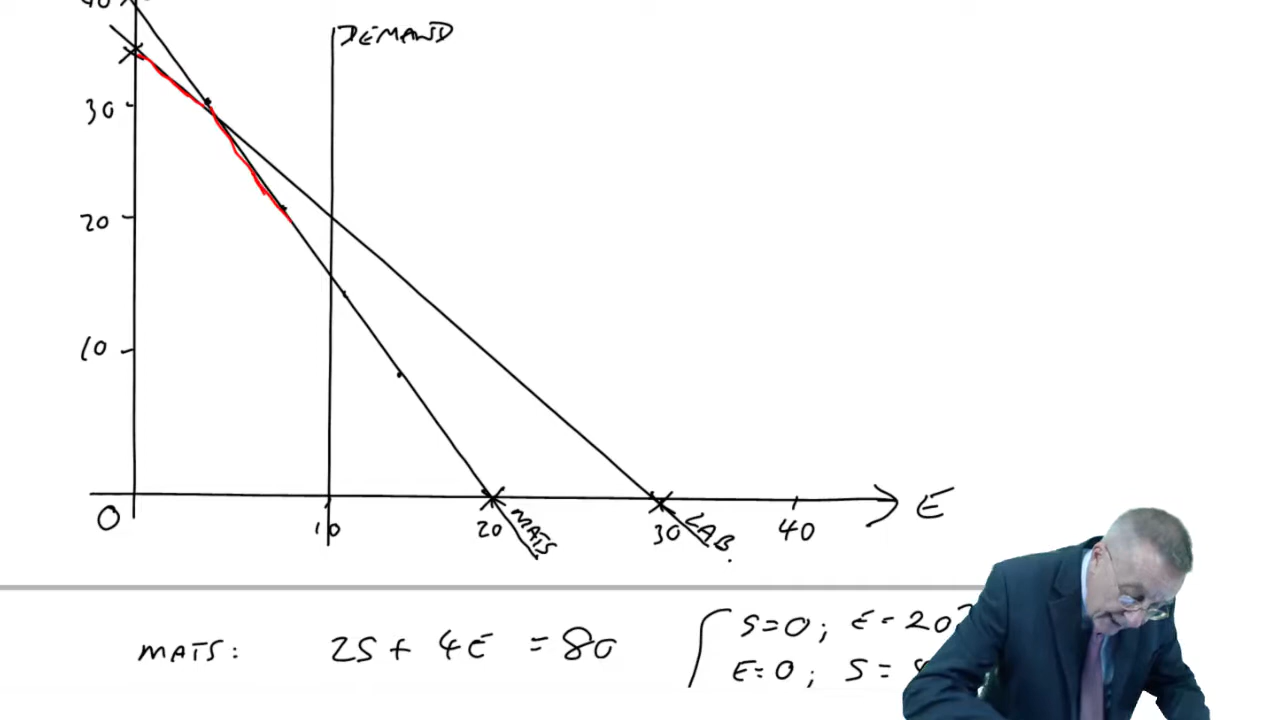 DEMAND
30
20
10
0
10
20
30
40
E
MATS
LAB.
MATS: 2S + 4E = 80
S=0; E=20
E=0; S=